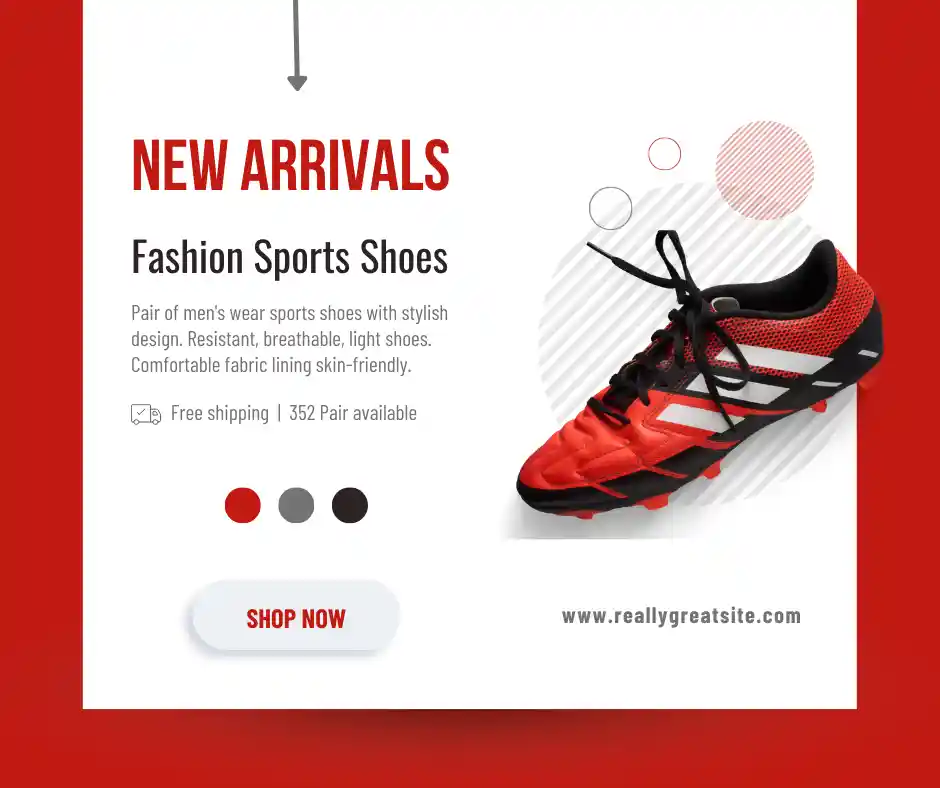 NEW ARRIVALS
Fashion Sports Shoes
Pair of men's wear sports shoes with stylish
design. Resistant, breathable, light shoes.
Comfortable fabric lining skin-friendly.
Free shipping | 352 Pair available
SHOP NOW
www.reallygreatsite.com